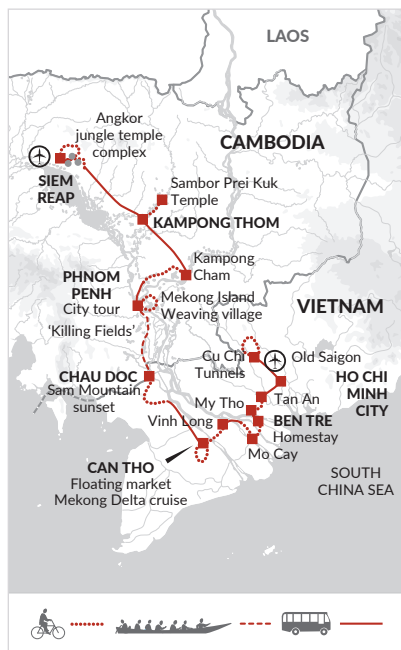 LAOS
Angkor
jungle temple
complex
CAMBODIA
SIEM
REAP
Sambor Prei Kuk
Temple
KAMPONG THOM
Kampong
Cham
PHNOM
PENH
City tour
Mekong Island
Weaving village
VIETNAM
'Killing Fields'
Cu Chi
Tunnels
Old Saigon
CHAU DOC
Sam Mountain
sunset
HO CHI
MINH
CITY
My Tho
Tan An
Vinh Long
BEN TRE
Homestay
Mo Cay
CAN THO
Floating market
Mekong Delta cruise
SOUTH
CHINA SEA